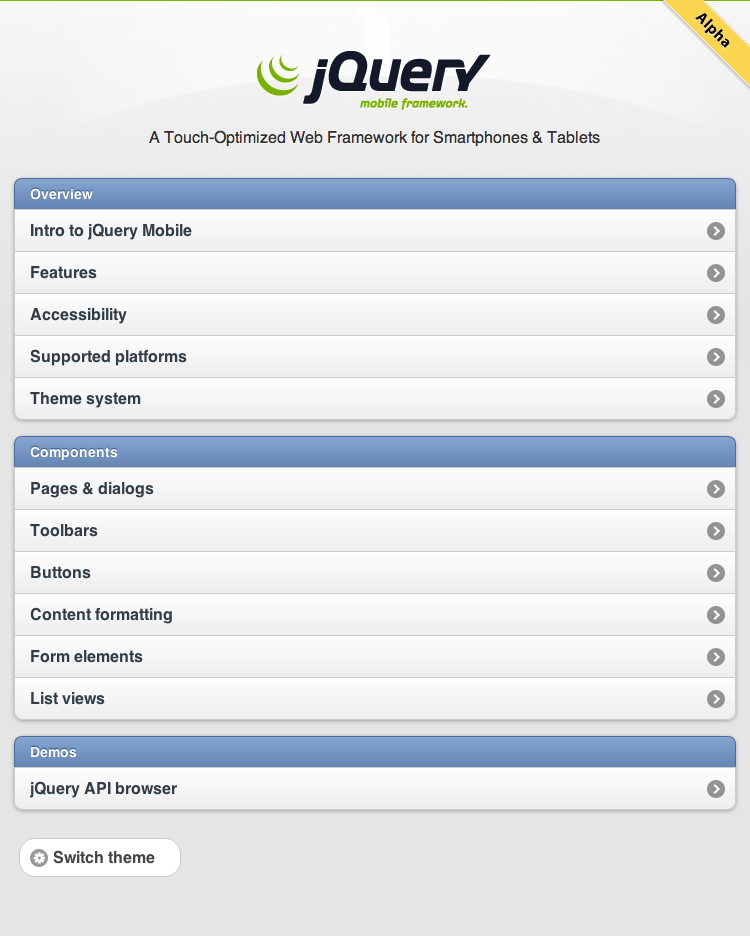 Alpha
jQuery
mobile framework.
A Touch-Optimized Web Framework for Smartphones & Tablets
Overview
Intro to jQuery Mobile
Features
Accessibility
Supported platforms
Theme system
Components
Pages & dialogs
Toolbars
Buttons
Content formatting
Form elements
List views
Demos
jQuery API browser
Switch theme